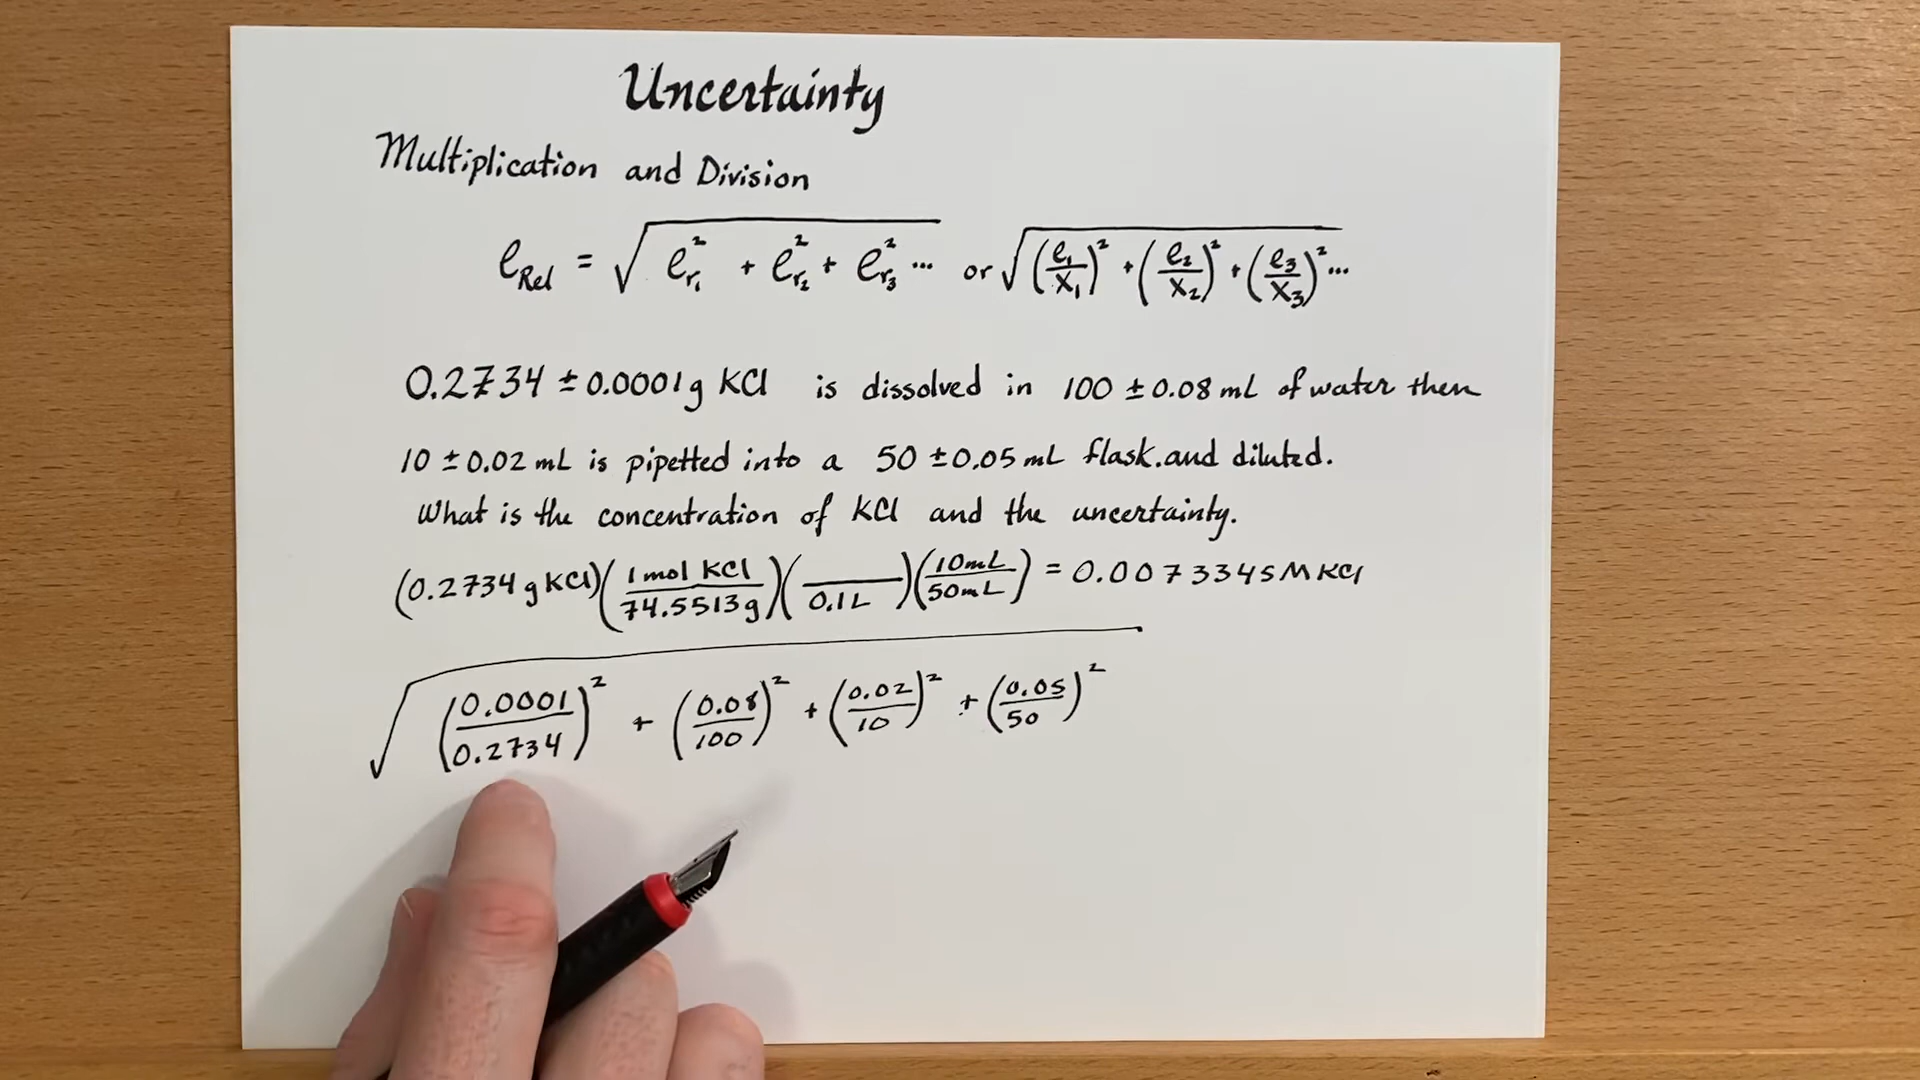 Uncertainty
Multiplication and Division
e_Rel = √(e_r₁² + e_r₂² + e_r₃² ...) or √((e₁/x₁)² + (e₂/x₂)² + (e₃/x₃)² ...)
0.2734 ± 0.0001g KCl is dissolved in 100 ± 0.08 mL of water then
10 ± 0.02 mL is pipetted into a 50 ± 0.05 mL flask.and diluted.
What is the concentration of KCl and the uncertainty.
(0.2734 g KCl)(1 mol KCl/74.5513g)(___/0.1L)(10mL/50mL) = 0.0073345 M KCl
√((0.0001/0.2734)² + (0.08/100)² + (0.02/10)² + (0.05/50)²)